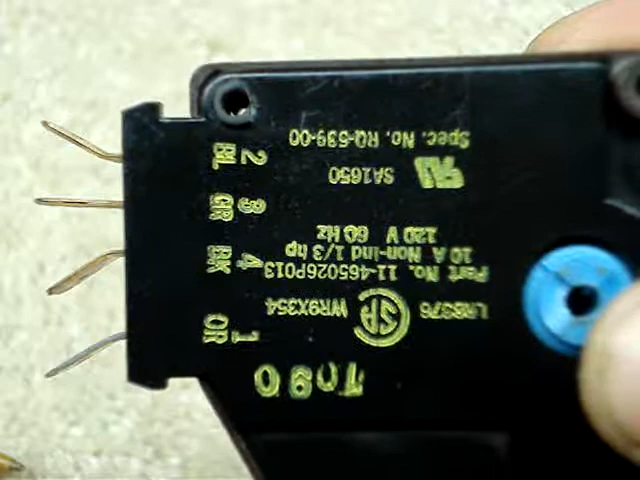 1
OR
WR9X354
Part No. 11-465026P013
4
BK
10 A Non-ind 1/3 hp
120 V 60 Hz
3
GR
SA1650
2
BL
Spec. No. RQ-539-00